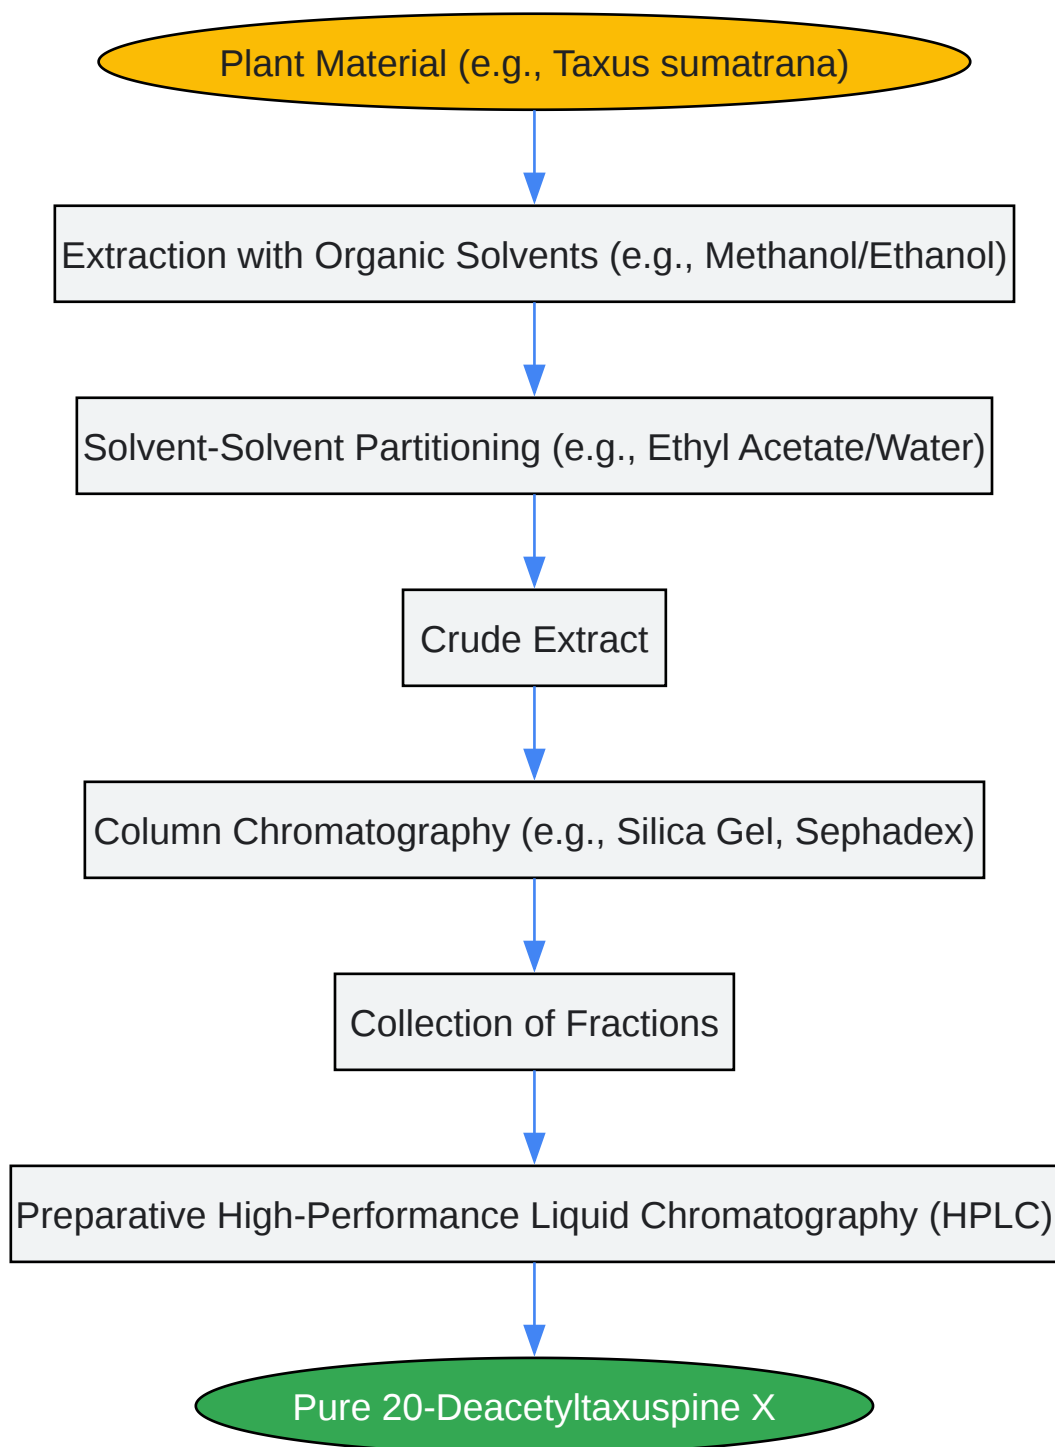 Plant Material (e.g., Taxus sumatrana)
Extraction with Organic Solvents (e.g., Methanol/Ethanol)
Solvent-Solvent Partitioning (e.g., Ethyl Acetate/Water)
Crude Extract
Column Chromatography (e.g., Silica Gel, Sephadex)
Collection of Fractions
Preparative High-Performance Liquid Chromatography (HPLC)
Pure 20-Deacetyltaxuspine X